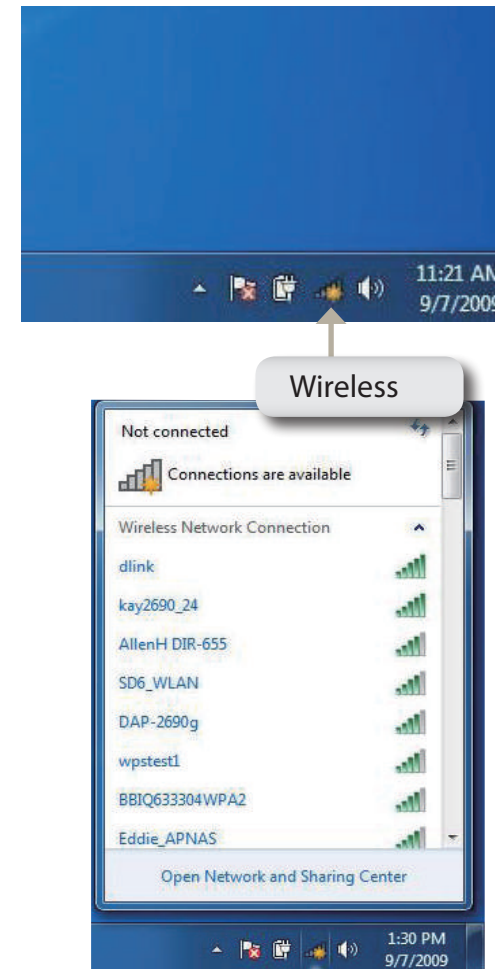 11:21 AM
9/7/2009
Wireless
Not connected
Connections are available
Wireless Network Connection
dlink
kay2690_24
AllenH DIR-655
SD6_WLAN
DAP-2690g
wpstest1
BBIQ633304WPA2
Eddie_APNAS
Open Network and Sharing Center
1:30 PM
9/7/2009